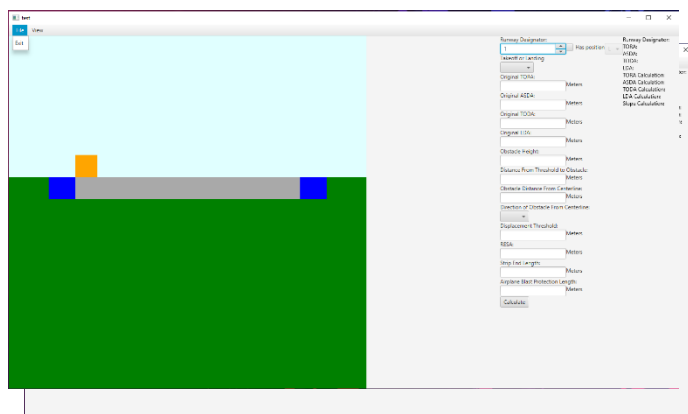 test
File View
Exit
Runway Designator:
1
Has position
Takeoff or Landing:
Original TORA:
Meters
Original ASDA:
Meters
Original TODA:
Meters
Original LDA:
Meters
Obstacle Height:
Meters
Distance From Threshold to Obstacle:
Meters
Obstacle Distance From Centerline:
Meters
Direction of Obstacle From Centerline:
Displacement Threshold:
Meters
RESA:
Meters
Strip End Length:
Meters
Airplane Blast Protection Length:
Meters
Calculate
Runway Designator:
TORA:
ASDA:
TODA:
LDA:
TORA Calculation:
ASDA Calculation:
TODA Calculation:
LDA Calculation:
Slope Calculation: